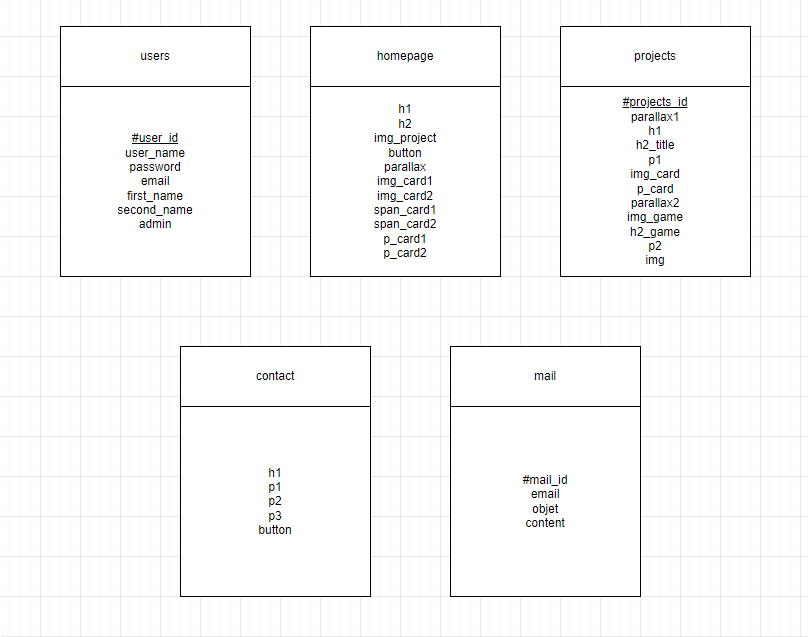 users
#user_id
user_name
password
email
first_name
second_name
admin
homepage
h1
h2
img_project
button
parallax
img_card1
img_card2
span_card1
span_card2
p_card1
p_card2
projects
#projects_id
parallax1
h1
h2_title
p1
img_card
p_card
parallax2
img_game
h2_game
p2
img
contact
h1
p1
p2
p3
button
mail
#mail_id
email
objet
content